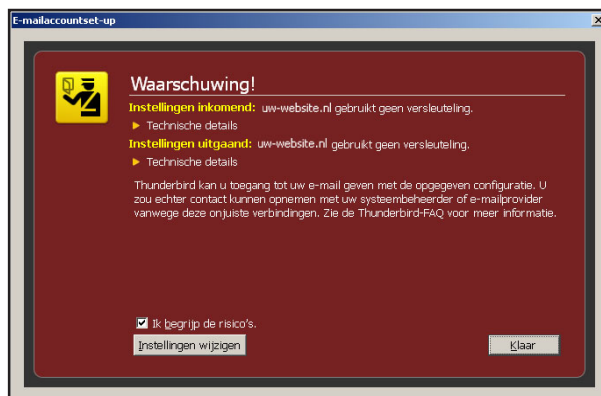 E-mailaccountset-up
Waarschuwing!
Instellingen inkomend: uw-website.nl gebruikt geen versleuteling.
Technische details
Instellingen uitgaand: uw-website.nl gebruikt geen versleuteling.
Technische details
Thunderbird kan u toegang tot uw e-mail geven met de opgegeven configuratie. U
zou echter contact kunnen opnemen met uw systeembeheerder of e-mailprovider
vanwege deze onjuiste verbindingen. Zie de Thunderbird-FAQ voor meer informatie.
Ik begrijp de risico's.
Instellingen wijzigen
Klaar